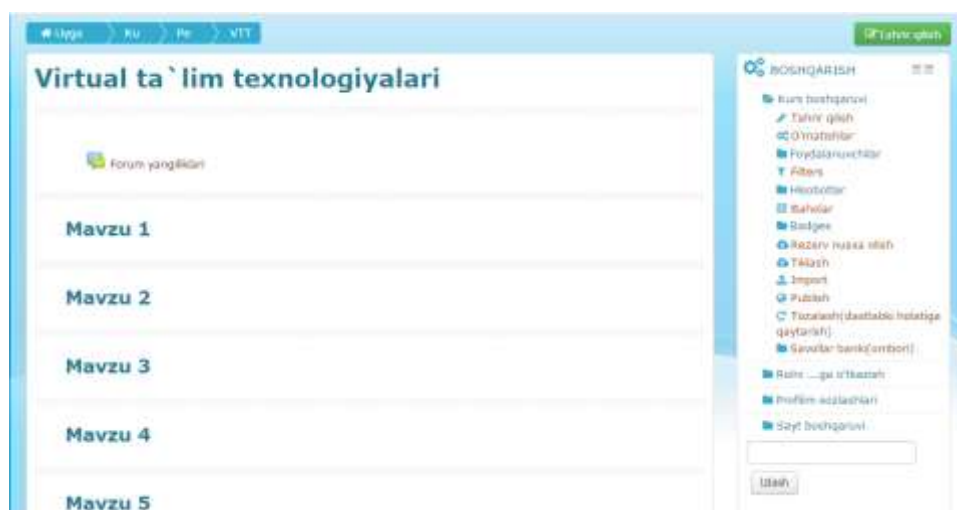 Uyga Ku Pe VTT
Tahrir qilish
Virtual ta`lim texnologiyalari
Forum yangiliklari
Mavzu 1
Mavzu 2
Mavzu 3
Mavzu 4
Mavzu 5
BOSHQARISH
Kurs boshqaruvi
Tahrir qilish
O'rnatishlar
Foydalanuvchilar
Filters
Hisobotlar
Baholar
Badges
Rezerv nusxa olish
Tiklash
Import
Publish
Tozalash(dastlabki holatiga
qaytarish)
Savollar banki(ombori)
Rolni ...ga o'tkazish
Profilim sozlashlari
Sayt boshqaruvi
Izlash